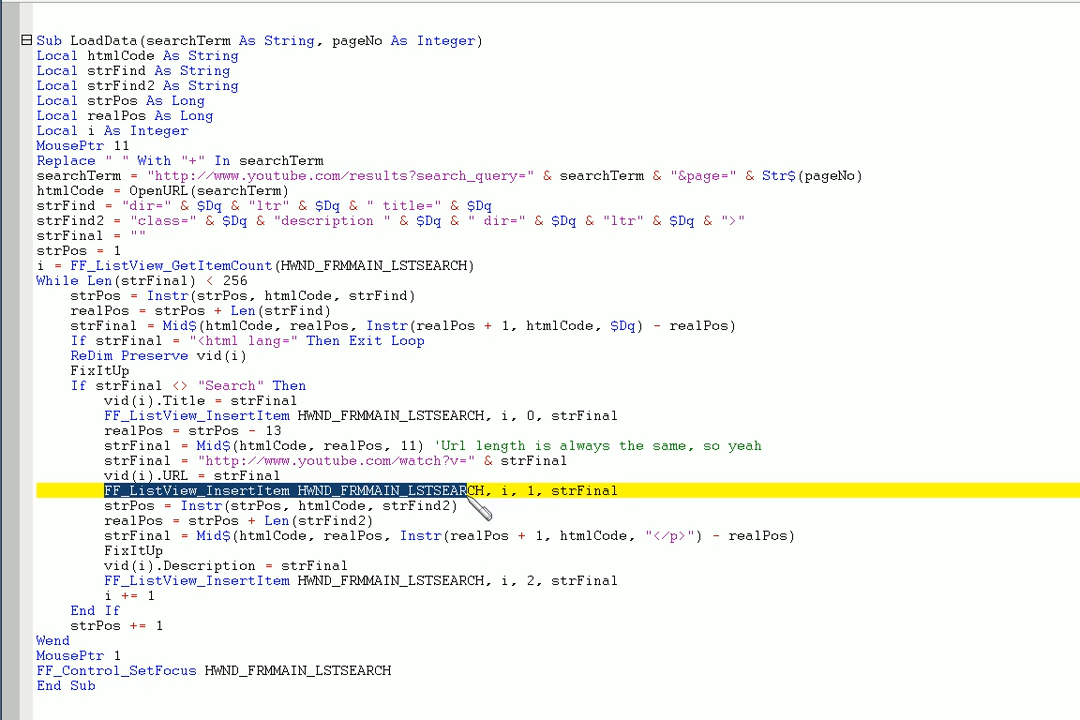 Sub LoadData(searchTerm As String, pageNo As Integer)
Local htmlCode As String
Local strFind As String
Local strFind2 As String
Local strPos As Long
Local realPos As Long
Local i As Integer
MousePtr 11
Replace " " With "+" In searchTerm
searchTerm = "http://www.youtube.com/results?search_query=" & searchTerm & "&page=" & Str$(pageNo)
htmlCode = OpenURL(searchTerm)
strFind = "dir=" & $Dq & "ltr" & $Dq & " title=" & $Dq
strFind2 = "class=" & $Dq & "description " & $Dq & " dir=" & $Dq & "ltr" & $Dq & ">"
strFinal = ""
strPos = 1
i = FF_ListView_GetItemCount(HWND_FRMMAIN_LSTSEARCH)
While Len(strFinal) < 256
    strPos = Instr(strPos, htmlCode, strFind)
    realPos = strPos + Len(strFind)
    strFinal = Mid$(htmlCode, realPos, Instr(realPos + 1, htmlCode, $Dq) - realPos)
    If strFinal = "<html lang=" Then Exit Loop
    ReDim Preserve vid(i)
    FixItUp
    If strFinal <> "Search" Then
        vid(i).Title = strFinal
        FF_ListView_InsertItem HWND_FRMMAIN_LSTSEARCH, i, 0, strFinal
        realPos = strPos - 13
        strFinal = Mid$(htmlCode, realPos, 11) 'Url length is always the same, so yeah
        strFinal = "http://www.youtube.com/watch?v=" & strFinal
        vid(i).URL = strFinal
        FF_ListView_InsertItem HWND_FRMMAIN_LSTSEARCH, i, 1, strFinal
        strPos = Instr(strPos, htmlCode, strFind2)
        realPos = strPos + Len(strFind2)
        strFinal = Mid$(htmlCode, realPos, Instr(realPos + 1, htmlCode, "</p>") - realPos)
        FixItUp
        vid(i).Description = strFinal
        FF_ListView_InsertItem HWND_FRMMAIN_LSTSEARCH, i, 2, strFinal
        i += 1
    End If
    strPos += 1
Wend
MousePtr 1
FF_Control_SetFocus HWND_FRMMAIN_LSTSEARCH
End Sub